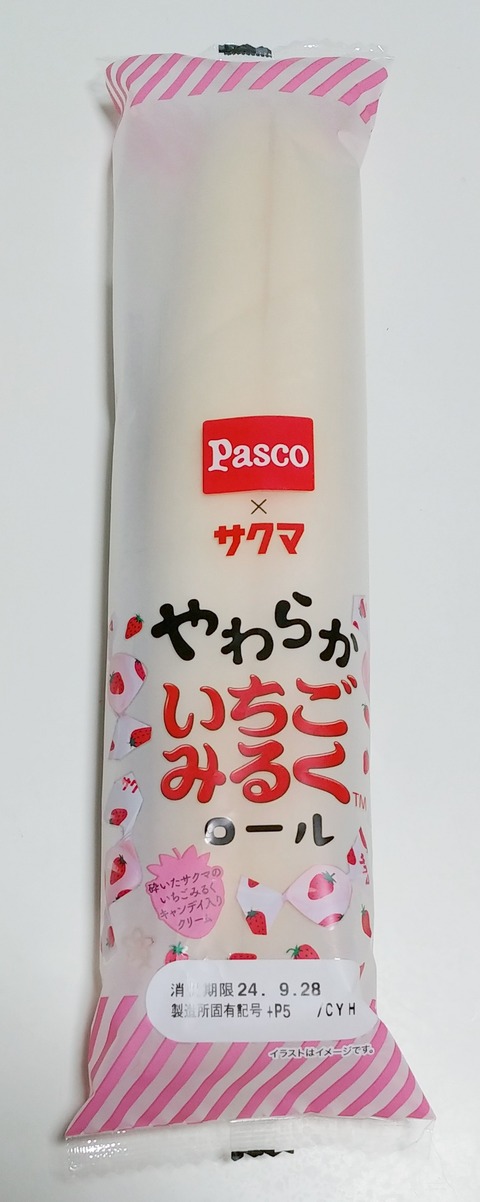 Pasco
×
サクマ
やわらか
いちご
みるく™
ロール
砕いたサクマの
いちごみるく
キャンディ入り
クリーム
消費期限 24. 9.28
製造所固有記号 +P5 /CYH
イラストはイメージです。